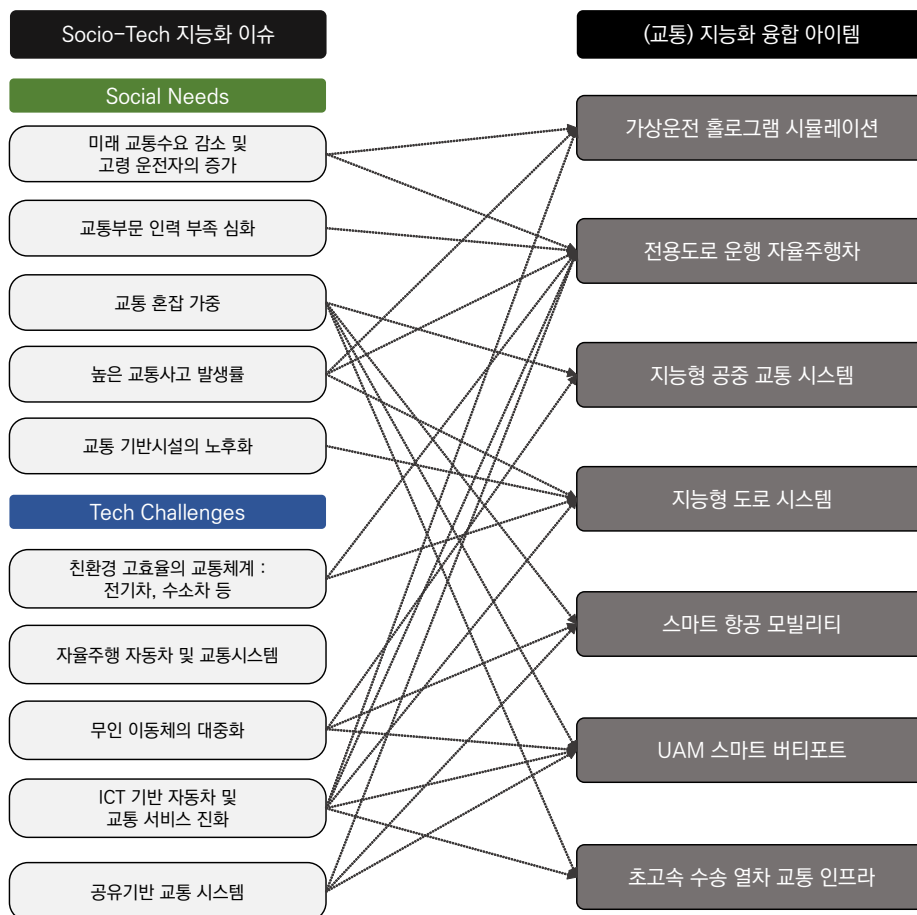 Socio-Tech 지능화 이슈
Social Needs
미래 교통수요 감소 및
고령 운전자의 증가
교통부문 인력 부족 심화
교통 혼잡 가중
높은 교통사고 발생률
교통 기반시설의 노후화
Tech Challenges
친환경 고효율의 교통체계 :
전기차, 수소차 등
자율주행 자동차 및 교통시스템
무인 이동체의 대중화
ICT 기반 자동차 및
교통 서비스 진화
공유기반 교통 시스템
(교통) 지능화 융합 아이템
가상운전 홀로그램 시뮬레이션
전용도로 운행 자율주행차
지능형 공중 교통 시스템
지능형 도로 시스템
스마트 항공 모빌리티
UAM 스마트 버티포트
초고속 수송 열차 교통 인프라